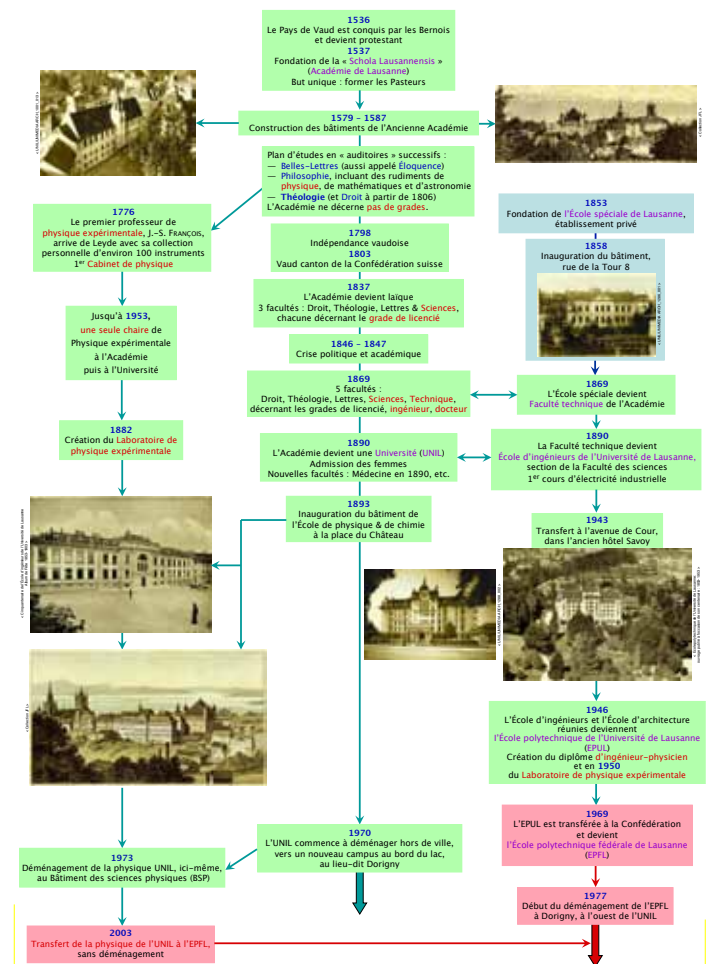 1536
Le Pays de Vaud est conquis par les Bernois
et devient protestant
1537
Fondation de la « Schola Lausannensis »
(Académie de Lausanne)
But unique : former les Pasteurs
1579 – 1587
Construction des bâtiments de l'Ancienne Académie
Plan d'études en « auditoires » successifs :
— Belles-Lettres (aussi appelé Éloquence)
— Philosophie, incluant des rudiments de
physique, de mathématiques et d'astronomie
— Théologie (et Droit à partir de 1806)
L'Académie ne décerne pas de grades.
1776
Le premier professeur de
physique expérimentale, J.-S. FRANÇOIS,
arrive de Leyde avec sa collection
personnelle d'environ 100 instruments
1er Cabinet de physique
1798
Indépendance vaudoise
1803
Vaud canton de la Confédération suisse
1853
Fondation de l'École spéciale de Lausanne,
établissement privé
1858
Inauguration du bâtiment,
rue de la Tour 8
1837
L'Académie devient laïque
3 facultés : Droit, Théologie, Lettres & Sciences,
chacune décernant le grade de licencié
Jusqu'à 1953,
une seule chaire de
Physique expérimentale
à l'Académie
puis à l'Université
1846 – 1847
Crise politique et académique
1869
5 facultés :
Droit, Théologie, Lettres, Sciences, Technique,
décernant les grades de licencié, ingénieur, docteur
1869
L'École spéciale devient
Faculté technique de l'Académie
1882
Création du Laboratoire de
physique expérimentale
1890
L'Académie devient une Université (UNIL)
Admission des femmes
Nouvelles facultés : Médecine en 1890, etc.
1890
La Faculté technique devient
École d'ingénieurs de l'Université de Lausanne,
section de la Faculté des sciences
1er cours d'électricité industrielle
1893
Inauguration du bâtiment de
l'École de physique & de chimie
à la place du Château
1943
Transfert à l'avenue de Cour,
dans l'ancien hôtel Savoy
1946
L'École d'ingénieurs et l'École d'architecture
réunies deviennent
l'École polytechnique de l'Université de Lausanne
(EPUL)
Création du diplôme d'ingénieur-physicien
et en 1950
du Laboratoire de physique expérimentale
1969
L'EPUL est transférée à la Confédération
et devient
l'École polytechnique fédérale de Lausanne
(EPFL)
1970
L'UNIL commence à déménager hors de ville,
vers un nouveau campus au bord du lac,
au lieu-dit Dorigny
1973
Déménagement de la physique UNIL, ici-même,
au Bâtiment des sciences physiques (BSP)
1977
Début du déménagement de l'EPFL
à Dorigny, à l'ouest de l'UNIL
2003
Transfert de la physique de l'UNIL à l'EPFL,
sans déménagement